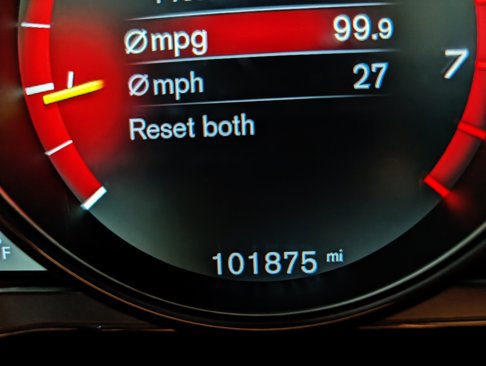 Ømpg 99.9
Ømph 27
7
Reset both
101875 mi
F